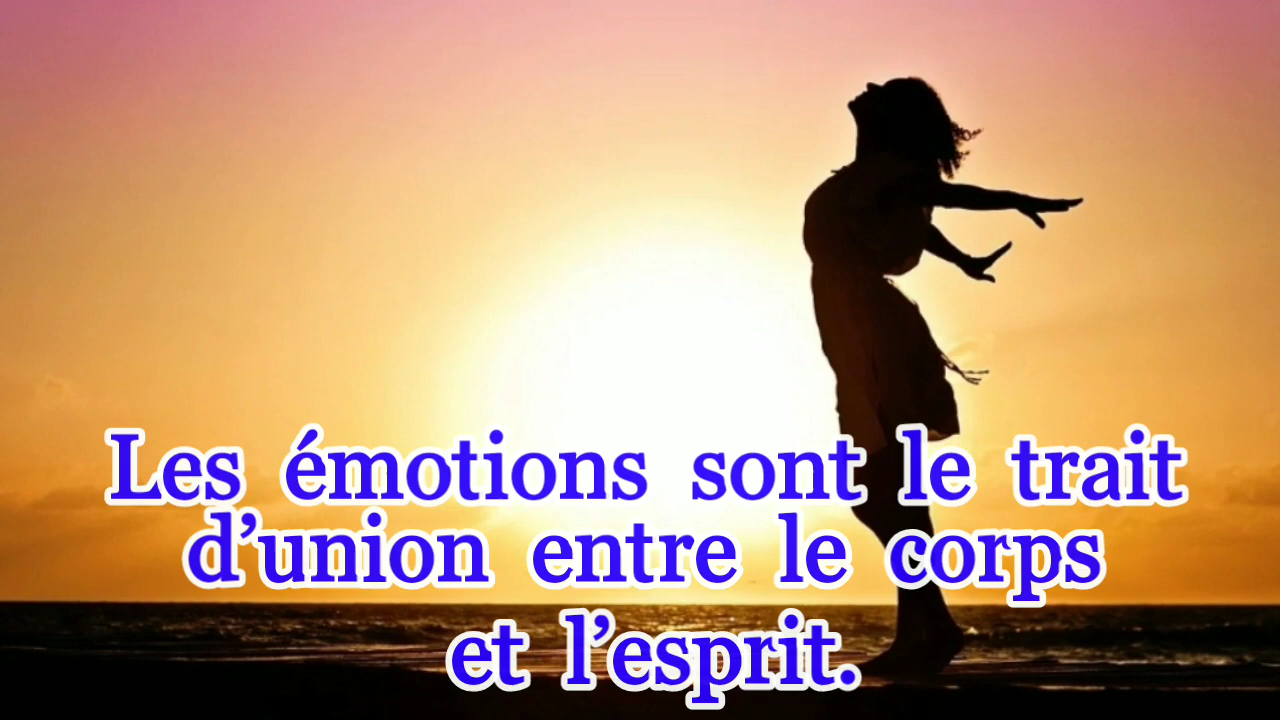 Les émotions sont le trait
d’union entre le corps
et l’esprit.